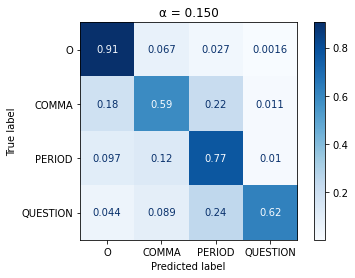 α = 0.150
True label
O 0.91 0.067 0.027 0.0016
COMMA 0.18 0.59 0.22 0.011
PERIOD 0.097 0.12 0.77 0.01
QUESTION 0.044 0.089 0.24 0.62
O COMMA PERIOD QUESTION
Predicted label
0.8
0.6
0.4
0.2